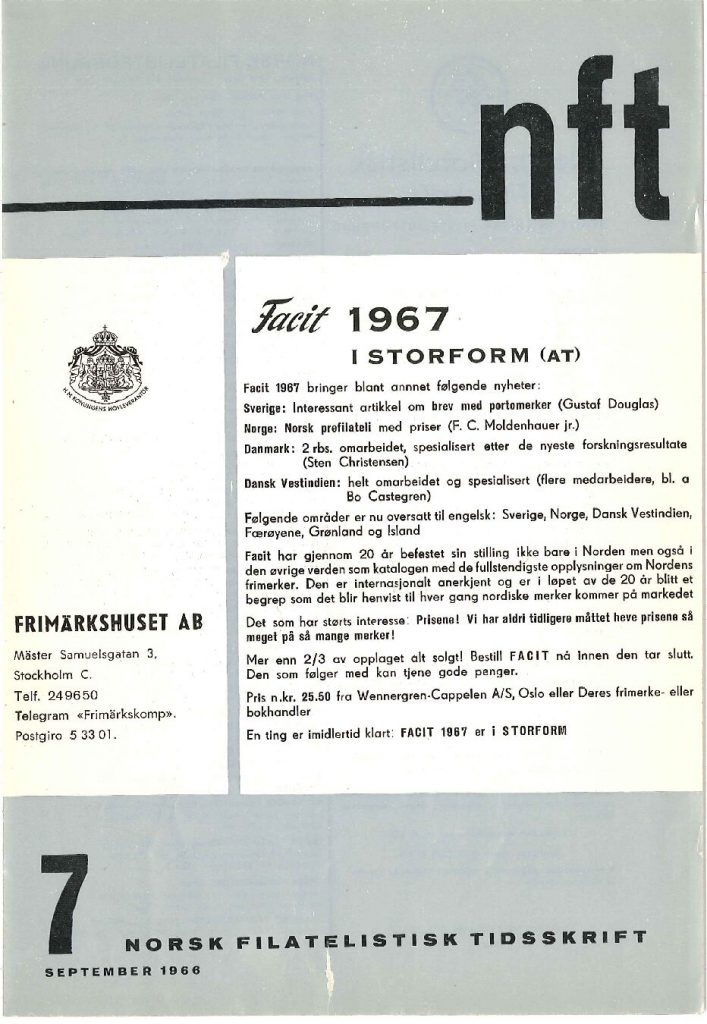 nft
H. M. KONUNGENS HOFLEVERANTÖR
Facit 1967
I STORFORM (AT)
Facit 1967 bringer blant annnet følgende nyheter:
Sverige: Interessant artikkel om brev med portomerker (Gustaf Douglas)
Norge: Norsk prefilateli med priser (F. C. Moldenhauer jr.)
Danmark: 2 rbs. omarbeidet, spesialisert etter de nyeste forskningsresultate
(Sten Christensen)
Dansk Vestindien: helt omarbeidet og spesialisert (flere medarbeidere, bl. a
Bo Castegren)
Følgende områder er nu oversatt til engelsk: Sverige, Norge, Dansk Vestindien,
Færøyene, Grønland og Island
Facit har gjennom 20 år befestet sin stilling ikke bare i Norden men også i
den øvrige verden som katalogen med de fullstendigste opplysninger om Nordens
frimerker. Den er internasjonalt anerkjent og er i løpet av de 20 år blitt et
begrep som det blir henvist til hver gang nordiske merker kommer på markedet
Det som har størts interesse: Prisene! Vi har aldri tidligere måttet heve prisene så
meget på så mange merker!
Mer enn 2/3 av opplaget alt solgt! Bestill FACIT nå innen den tar slutt.
Den som følger med kan tjene gode penger.
Pris n.kr. 25.50 fra Wennergren-Cappelen A/S, Oslo eller Deres frimerke- eller
bokhandler
En ting er imidlertid klart: FACIT 1967 er i STORFORM
FRIMÄRKSHUSET AB
Mäster Samuelsgatan 3,
Stockholm C.
Telf. 249650
Telegram «Frimärkskomp».
Postgiro 5 33 01.
7
NORSK FILATELISTISK TIDSSKRIFT
SEPTEMBER 1966